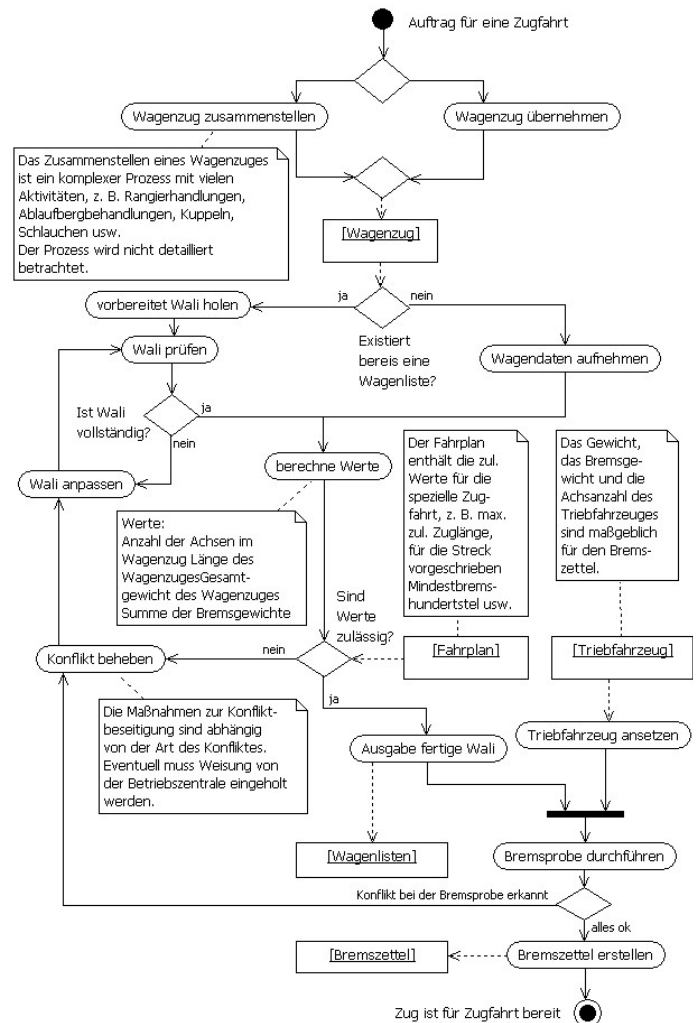 Auftrag für eine Zugfahrt
Wagenzug zusammenstellen
Wagenzug übernehmen
Das Zusammenstellen eines Wagenzuges
ist ein komplexer Prozess mit vielen
Aktivitäten, z. B. Rangierhandlungen,
Ablaufbergbehandlungen, Kuppeln,
Schlauchen usw.
Der Prozess wird nicht detailliert
betrachtet.
[Wagenzug]
ja
nein
vorbereitet Wali holen
Existiert
bereis eine
Wagenliste?
Wali prüfen
Wagendaten aufnehmen
Ist Wali
vollständig?
ja
nein
Wali anpassen
berechne Werte
Der Fahrplan
enthält die zul.
Werte für die
spezielle Zug-
fahrt, z. B. max.
zul. Zuglänge,
für die Streck
vorgeschrieben
Mindestbrems-
hundertstel usw.
Das Gewicht,
das Bremsge-
wicht und die
Achsanzahl des
Triebfahrzeuges
sind maßgeblich
für den Brems-
zettel.
Werte:
Anzahl der Achsen im
Wagenzug Länge des
WagenzugesGesamt-
gewicht des Wagenzuges
Summe der Bremsgewichte
Sind
Werte
zulässig?
Konflikt beheben
nein
[Fahrplan]
[Triebfahrzeug]
ja
Die Maßnahmen zur Konflikt-
beseitigung sind abhängig
von der Art des Konfliktes.
Eventuell muss Weisung von
der Betriebszentrale eingeholt
werden.
Ausgabe fertige Wali
Triebfahrzeug ansetzen
[Wagenlisten]
Bremsprobe durchführen
Konflikt bei der Bremsprobe erkannt
alles ok
[Bremszettel]
Bremszettel erstellen
Zug ist für Zugfahrt bereit